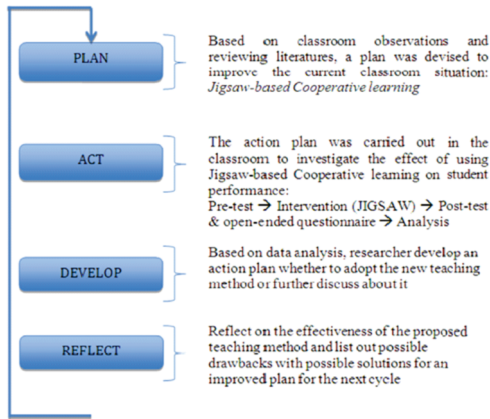 PLAN
Based on classroom observations and
reviewing literatures, a plan was devised to
improve the current classroom situation:
Jigsaw-based Cooperative learning
ACT
The action plan was carried out in the
classroom to investigate the effect of using
Jigsaw-based Cooperative learning on student
performance:
Pre-test → Intervention (JIGSAW) → Post-test
& open-ended questionnaire → Analysis
DEVELOP
Based on data analysis, researcher develop an
action plan whether to adopt the new teaching
method or further discuss about it
REFLECT
Reflect on the effectiveness of the proposed
teaching method and list out possible
drawbacks with possible solutions for an
improved plan for the next cycle